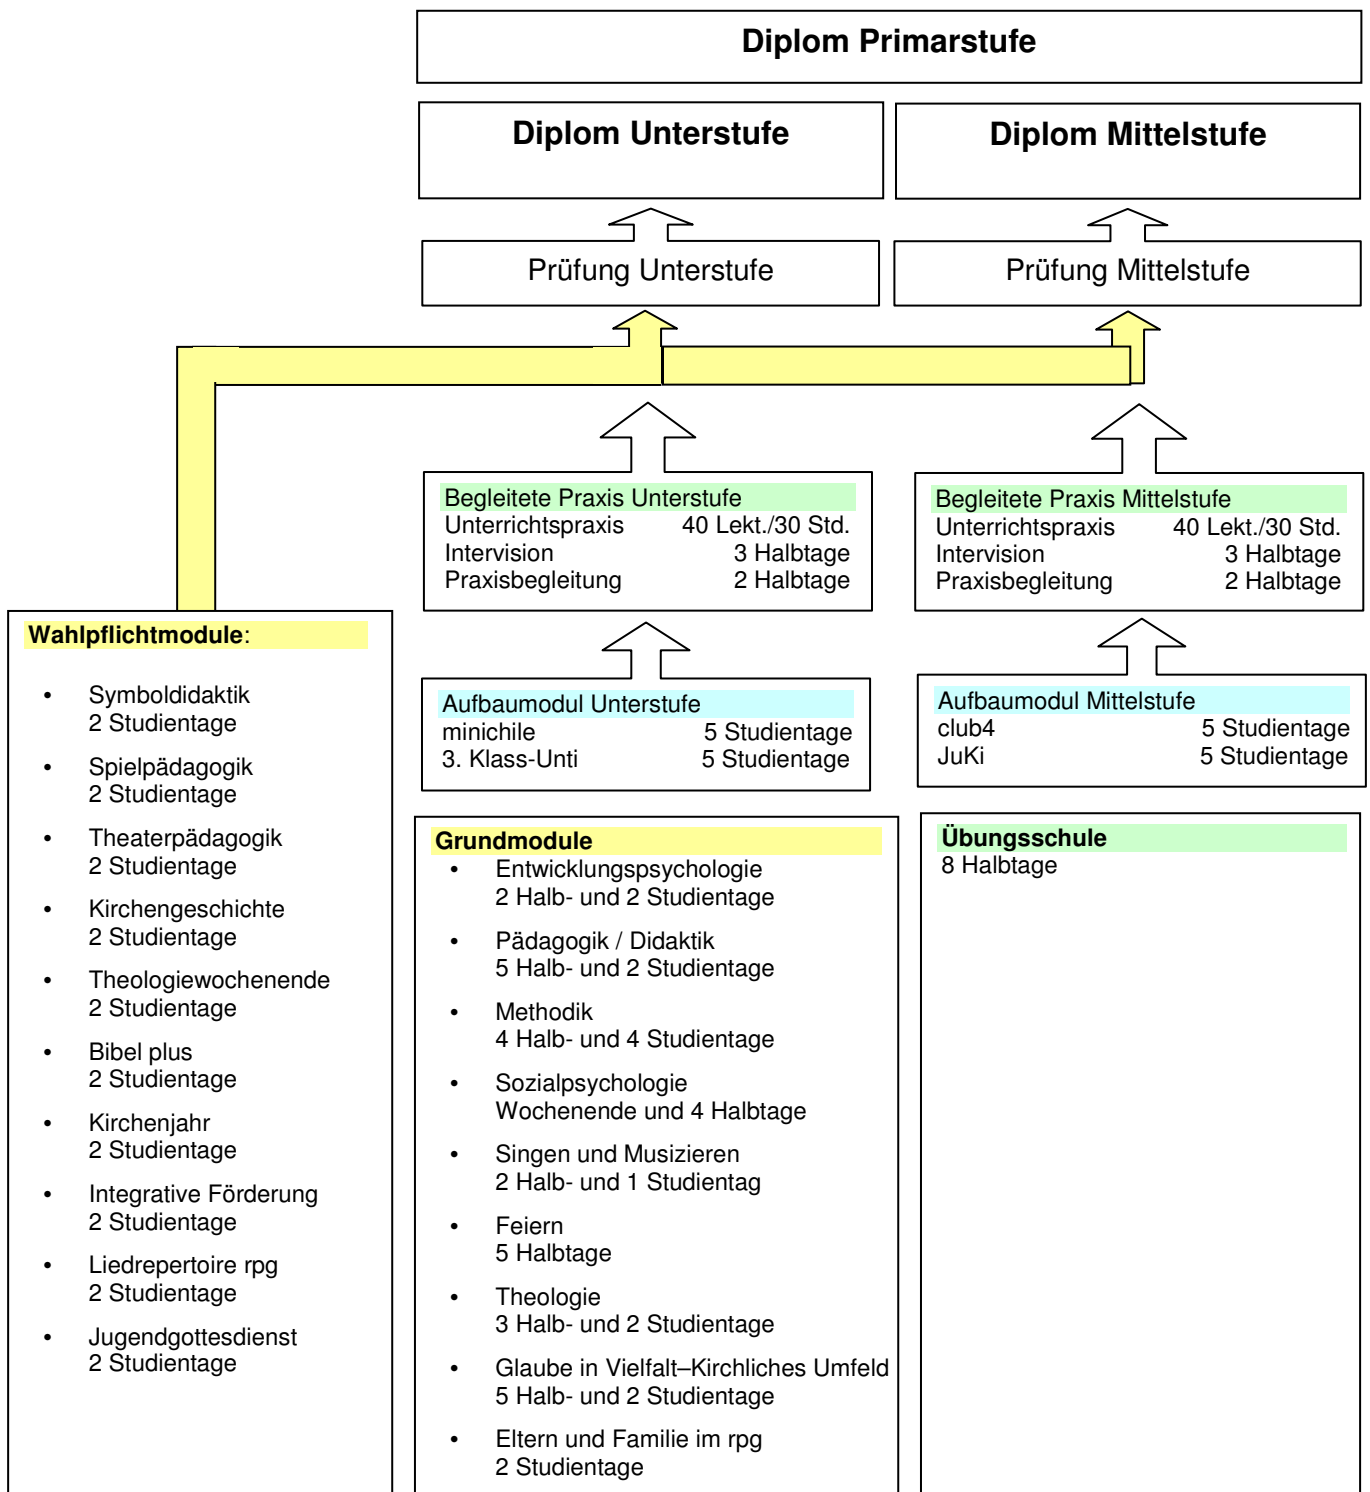 Diplom Primarstufe
Diplom Unterstufe
Diplom Mittelstufe
Prüfung Unterstufe
Prüfung Mittelstufe
Begleitete Praxis Unterstufe
Unterrichtspraxis 40 Lekt./30 Std.
Intervision 3 Halbtage
Praxisbegleitung 2 Halbtage
Begleitete Praxis Mittelstufe
Unterrichtspraxis 40 Lekt./30 Std.
Intervision 3 Halbtage
Praxisbegleitung 2 Halbtage
Aufbaumodul Unterstufe
minichile 5 Studientage
3. Klass-Unti 5 Studientage
Aufbaumodul Mittelstufe
club4 5 Studientage
JuKi 5 Studientage
Wahlpflichtmodule:
• Symboldidaktik
2 Studientage
• Spielpädagogik
2 Studientage
• Theaterpädagogik
2 Studientage
• Kirchengeschichte
2 Studientage
• Theologiewochenende
2 Studientage
• Bibel plus
2 Studientage
• Kirchenjahr
2 Studientage
• Integrative Förderung
2 Studientage
• Liedrepertoire rpg
2 Studientage
• Jugendgottesdienst
2 Studientage
Grundmodule
• Entwicklungspsychologie
2 Halb- und 2 Studientage
• Pädagogik / Didaktik
5 Halb- und 2 Studientage
• Methodik
4 Halb- und 4 Studientage
• Sozialpsychologie
Wochenende und 4 Halbtage
• Singen und Musizieren
2 Halb- und 1 Studientag
• Feiern
5 Halbtage
• Theologie
3 Halb- und 2 Studientage
• Glaube in Vielfalt–Kirchliches Umfeld
5 Halb- und 2 Studientage
• Eltern und Familie im rpg
2 Studientage
Übungsschule
8 Halbtage